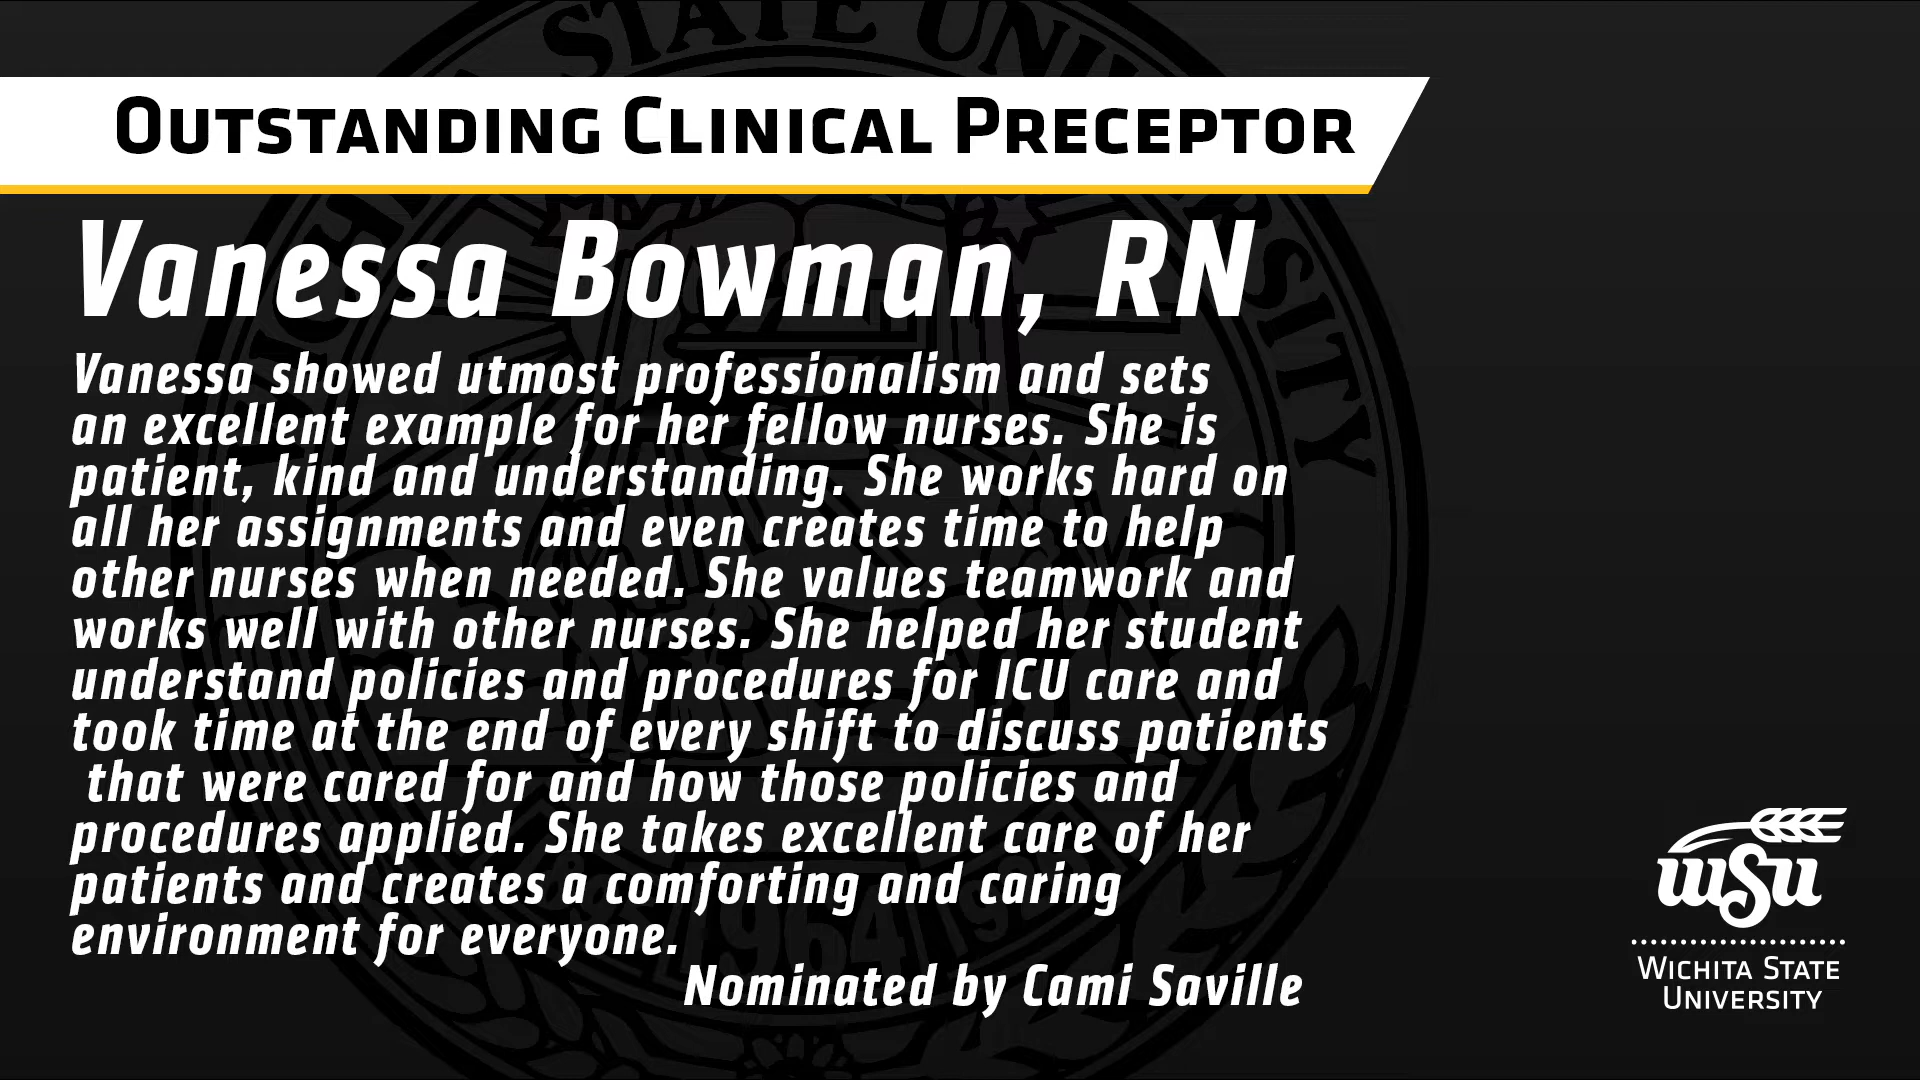 STATE UNIVERSITY
OUTSTANDING CLINICAL PRECEPTOR
Vanessa Bowman, RN
Vanessa showed utmost professionalism and sets
an excellent example for her fellow nurses. She is
patient, kind and understanding. She works hard on
all her assignments and even creates time to help
other nurses when needed. She values teamwork and
works well with other nurses. She helped her student
understand policies and procedures for ICU care and
took time at the end of every shift to discuss patients
that were cared for and how those policies and
procedures applied. She takes excellent care of her
patients and creates a comforting and caring
environment for everyone.
1964
Nominated by Cami Saville
wsu
WICHITA STATE
UNIVERSITY